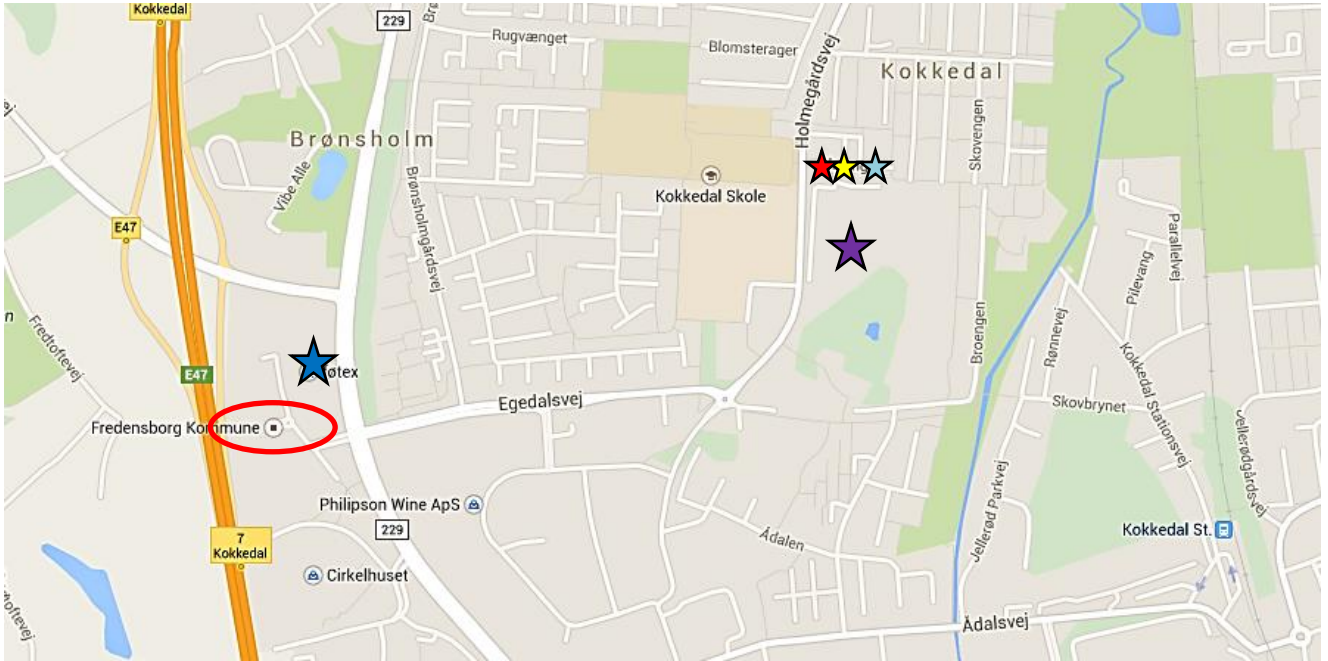 Kokkedal
229
Rugvænget
Blomsterager
Holmegårdsvej
Kokkedal
Brønsholm
Vibe Alle
Brønsholmgårdsvej
Kokkedal Skole
Skovengen
E47
Parallelvej
Pilevang
Fredtoftevej
Broengen
Rønnevej
Kokkedal Stationsvej
E47
Egedalsvej
Skovbrynet
Fredensborg Kommune
Jellerødgårdsvej
Jellerød Parkvej
Philipson Wine ApS
229
Ådalen
Kokkedal St.
7
Kokkedal
Cirkelhuset
Ådalsvej